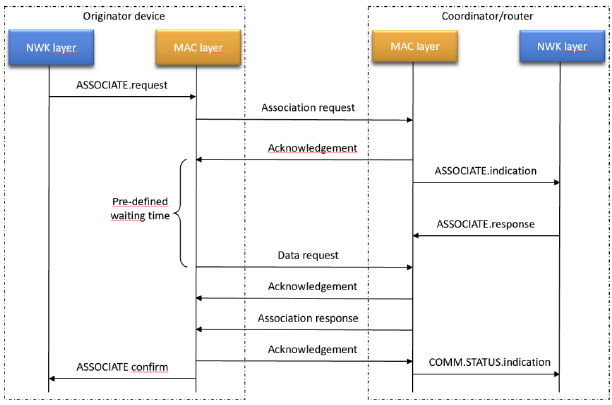 Originator device
Coordinator/router
NWK layer
MAC layer
MAC layer
NWK layer
ASSOCIATE.request
Association request
Acknowledgement
ASSOCIATE.indication
Pre-defined
waiting time
ASSOCIATE.response
Data request
Acknowledgement
Association response
Acknowledgement
COMM.STATUS.indication
ASSOCIATE confirm